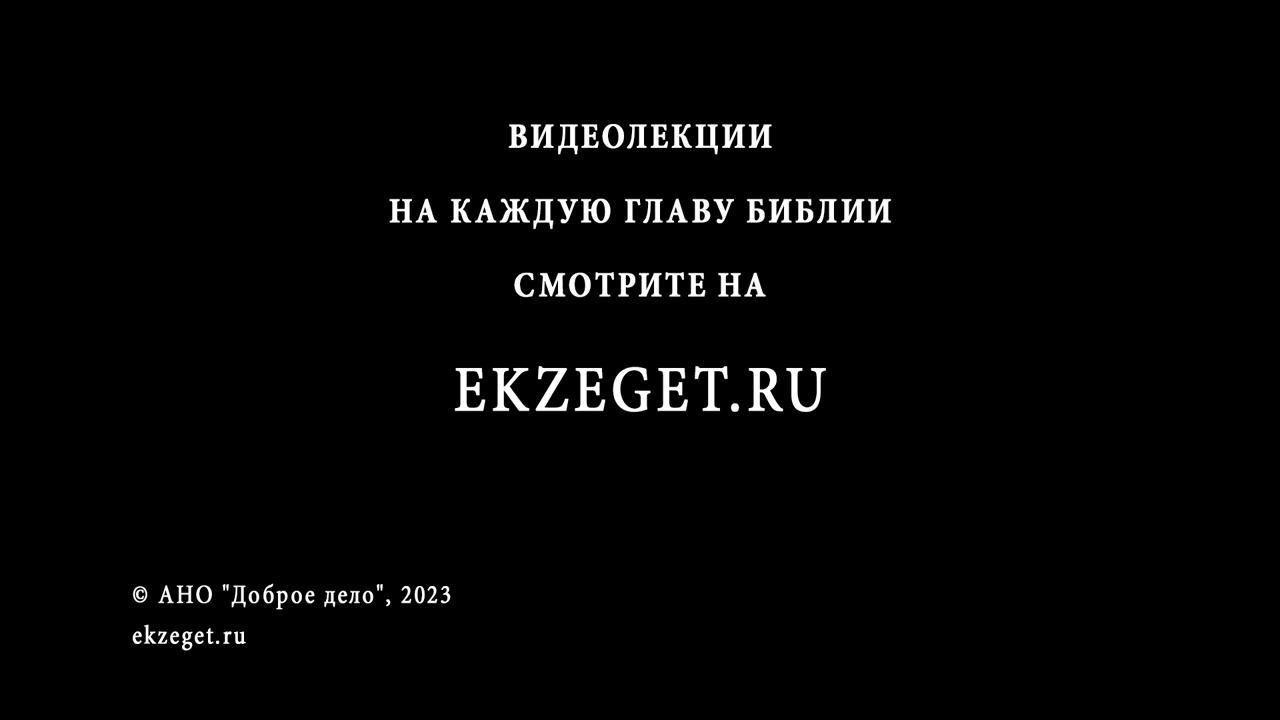 ВИДЕОЛЕКЦИИ
НА КАЖДУЮ ГЛАВУ БИБЛИИ
СМОТРИТЕ НА
EKZEGET.RU
© АНО "Доброе дело", 2023
ekzeget.ru